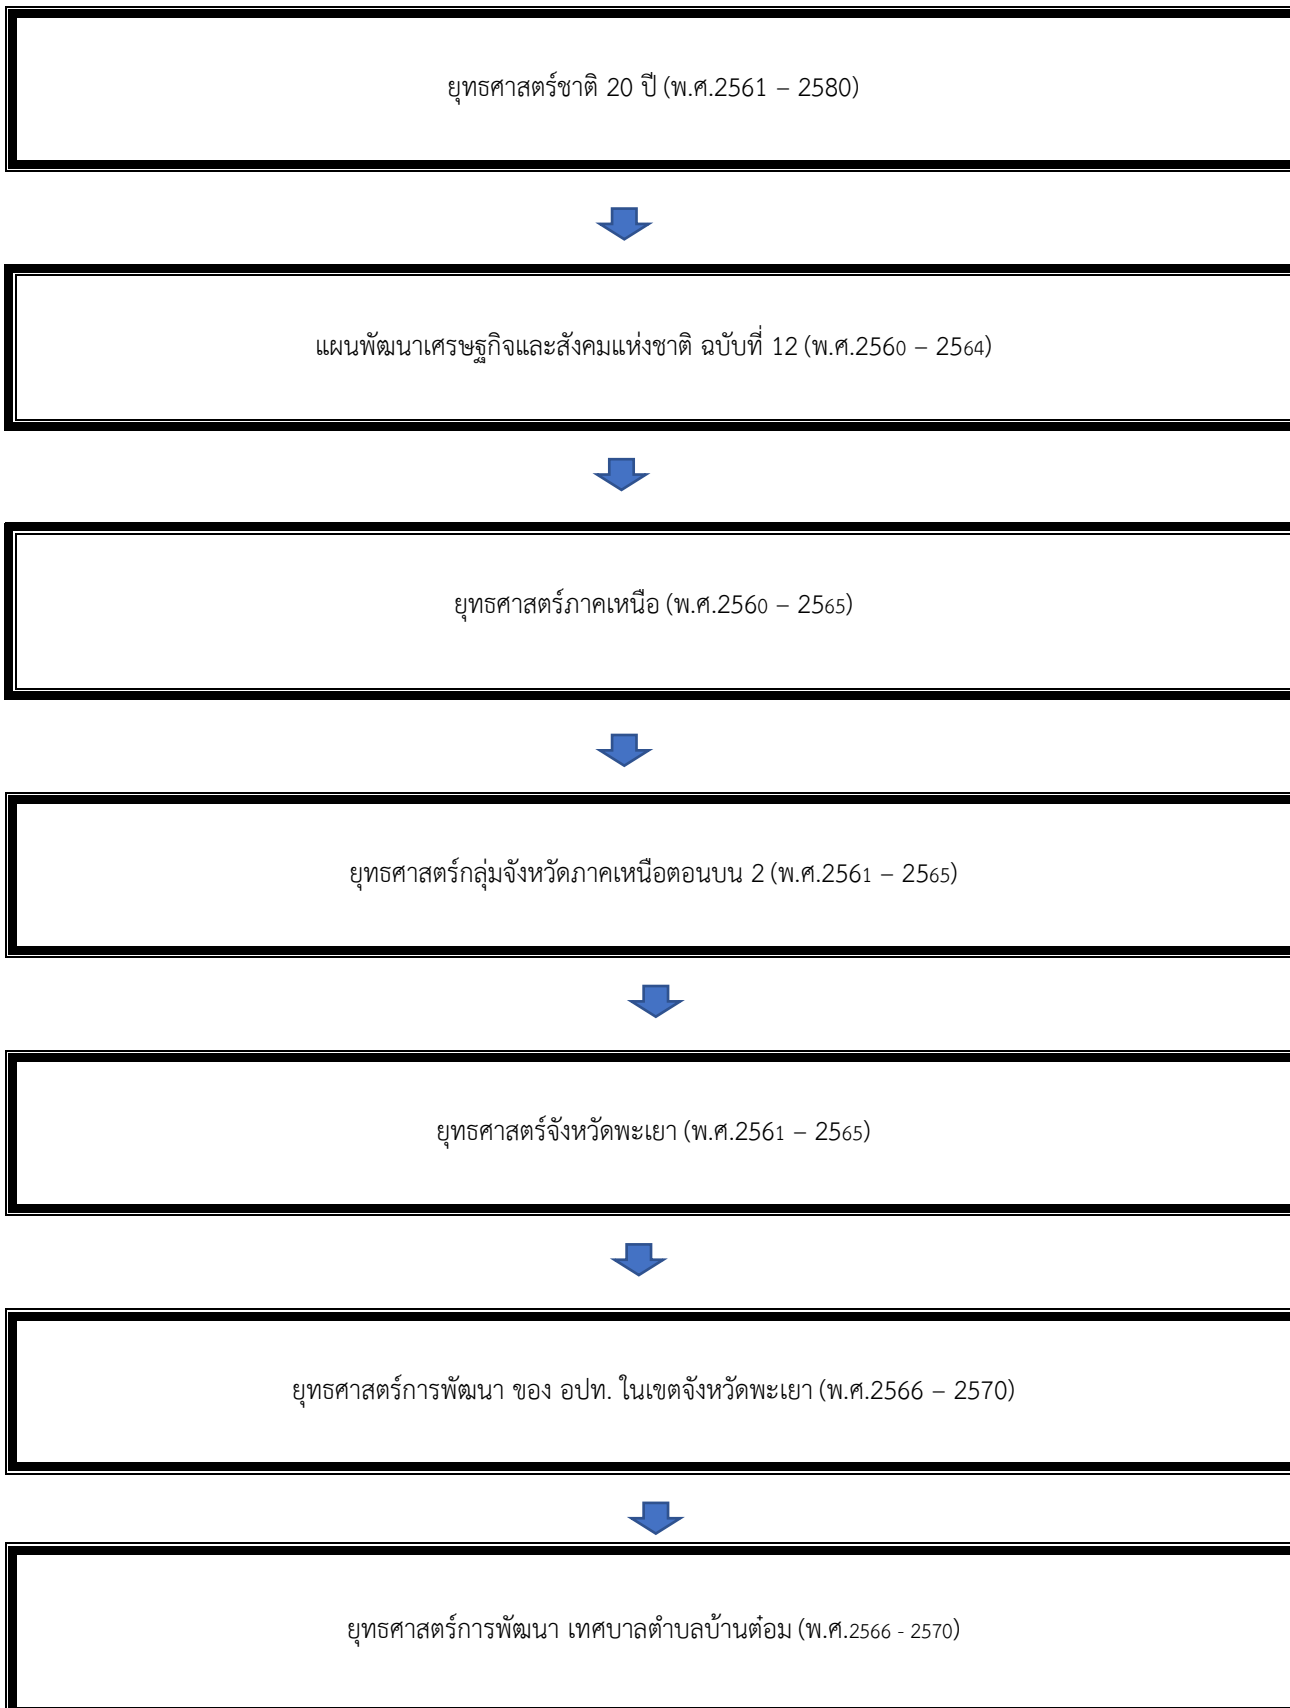 ยุทธศาสตร์ชาติ 20 ปี (พ.ศ.2561 – 2580)
แผนพัฒนาเศรษฐกิจและสังคมแห่งชาติ ฉบับที่ 12 (พ.ศ.2560 – 2564)
ยุทธศาสตร์ภาคเหนือ (พ.ศ.2560 – 2565)
ยุทธศาสตร์กลุ่มจังหวัดภาคเหนือตอนบน 2 (พ.ศ.2561 – 2565)
ยุทธศาสตร์จังหวัดพะเยา (พ.ศ.2561 – 2565)
ยุทธศาสตร์การพัฒนา ของ อปท. ในเขตจังหวัดพะเยา (พ.ศ.2566 – 2570)
ยุทธศาสตร์การพัฒนา เทศบาลตำบลบ้านต๋อม (พ.ศ.2566 - 2570)